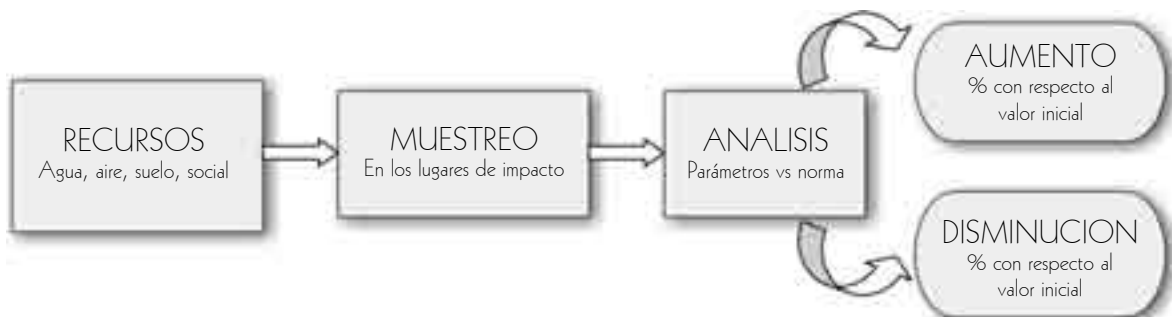 RECURSOS
Agua, aire, suelo, social
MUESTREO
En los lugares de impacto
ANALISIS
Parámetros vs norma
AUMENTO
% con respecto al
valor inicial
DISMINUCION
% con respecto al
valor inicial